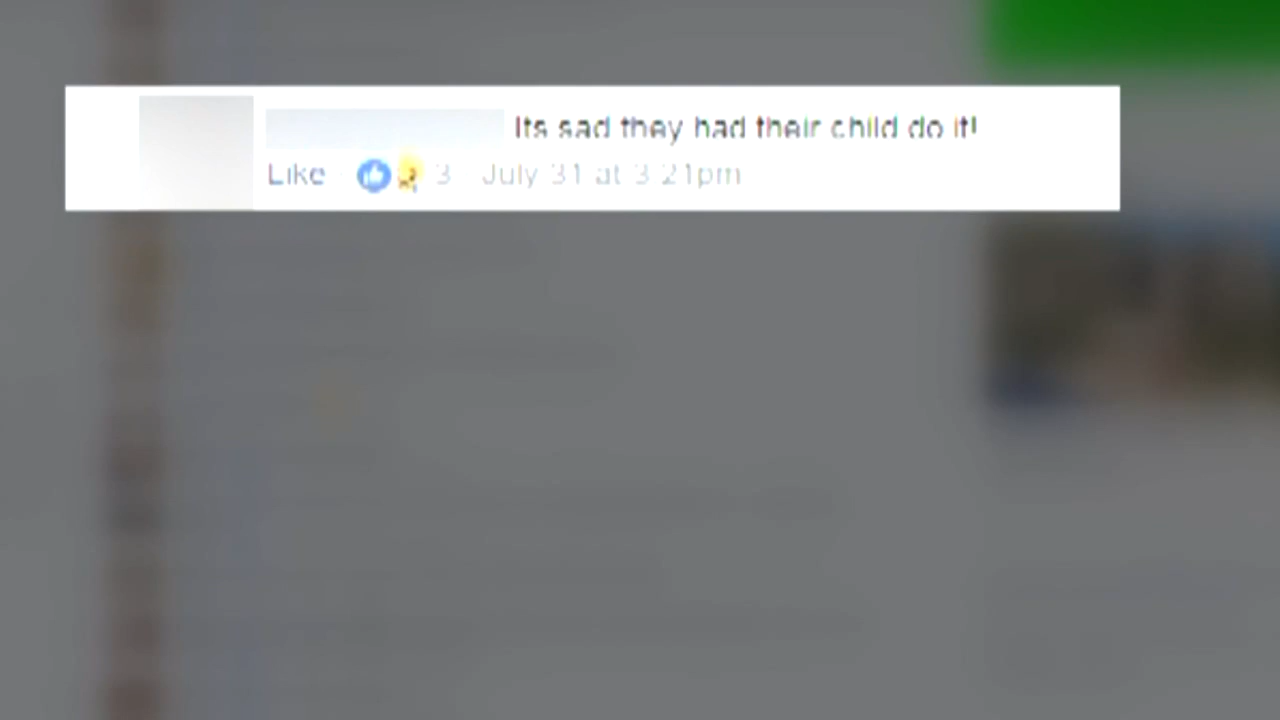 Its sad they had their child do it!
Like · 3 · July 31 at 3:21pm